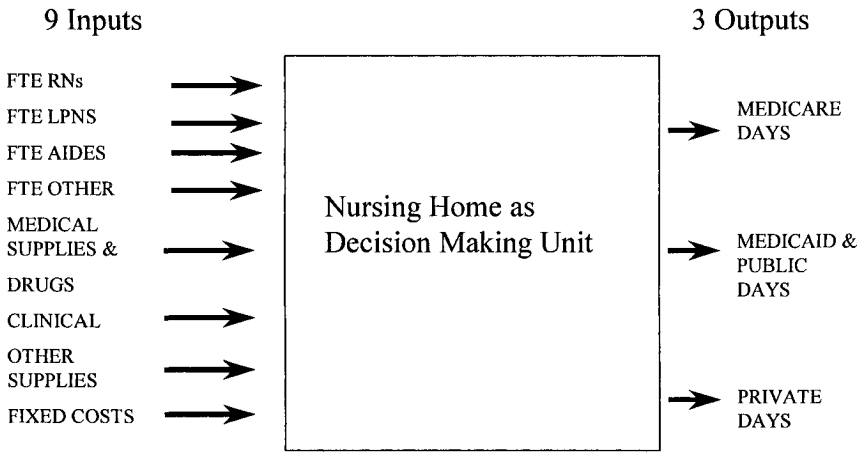 9 Inputs
3 Outputs
FTE RNs
FTE LPNS
FTE AIDES
FTE OTHER
MEDICAL
SUPPLIES &
DRUGS
CLINICAL
OTHER
SUPPLIES
FIXED COSTS
Nursing Home as
Decision Making Unit
MEDICARE
DAYS
MEDICAID &
PUBLIC
DAYS
PRIVATE
DAYS